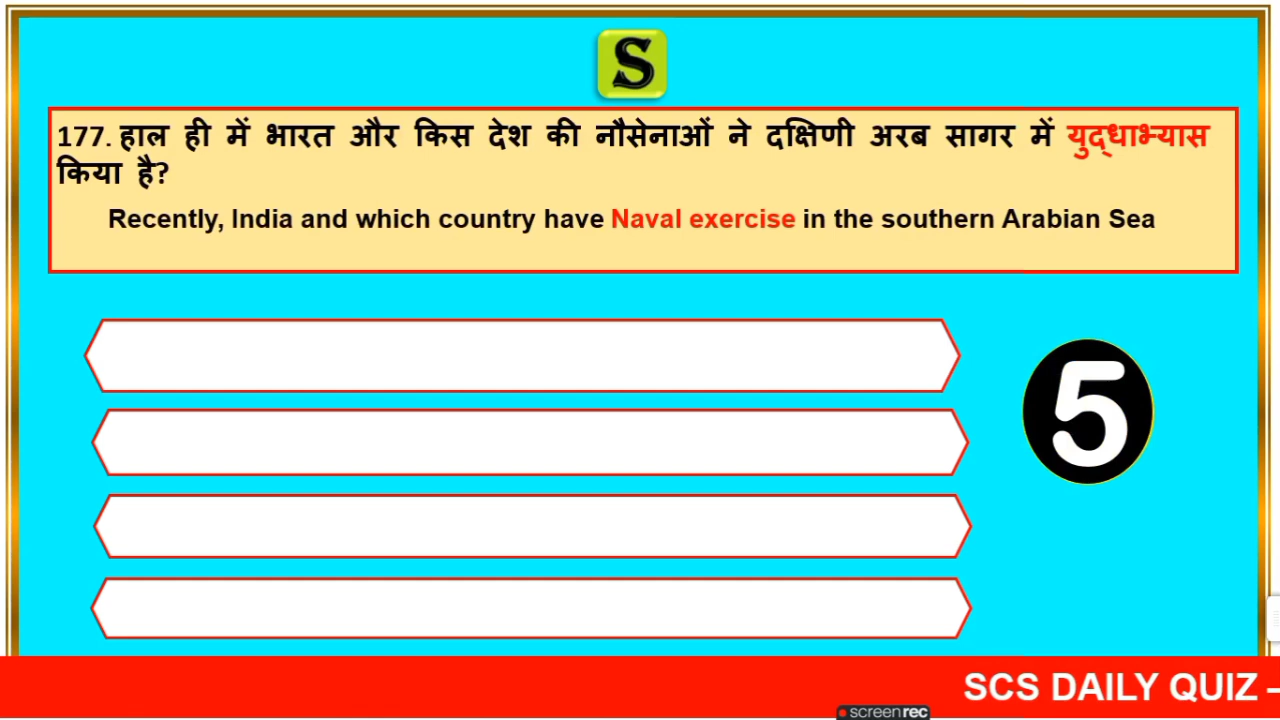 S
177. हाल ही में भारत और किस देश की नौसेनाओं ने दक्षिणी अरब सागर में युद्धाभ्यास
किया है?
Recently, India and which country have Naval exercise in the southern Arabian Sea
5
SCS DAILY QUIZ –
screenrec